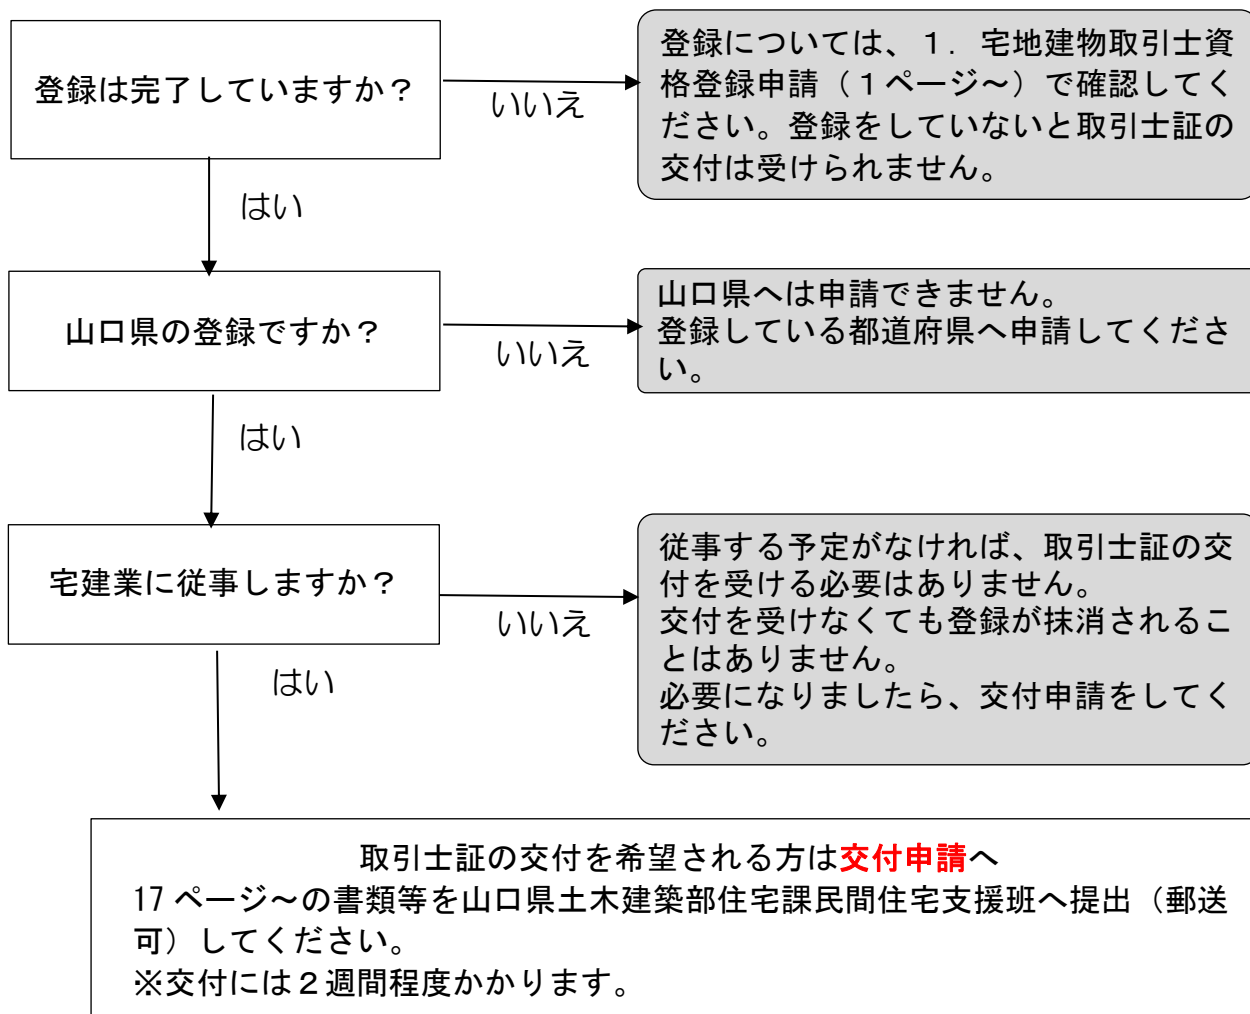 登録は完了していますか？
いいえ
登録については、１．宅地建物取引士資
格登録申請（１ページ～）で確認してく
ださい。登録をしていないと取引士証の
交付は受けられません。
はい
山口県の登録ですか？
いいえ
山口県へは申請できません。
登録している都道府県へ申請してくださ
い。
はい
宅建業に従事しますか？
いいえ
従事する予定がなければ、取引士証の交
付を受ける必要はありません。
交付を受けなくても登録が抹消されるこ
とはありません。
必要になりましたら、交付申請をしてく
ださい。
はい
取引士証の交付を希望される方は交付申請へ
17 ページ～の書類等を山口県土木建築部住宅課民間住宅支援班へ提出（郵送
可）してください。
※交付には２週間程度かかります。